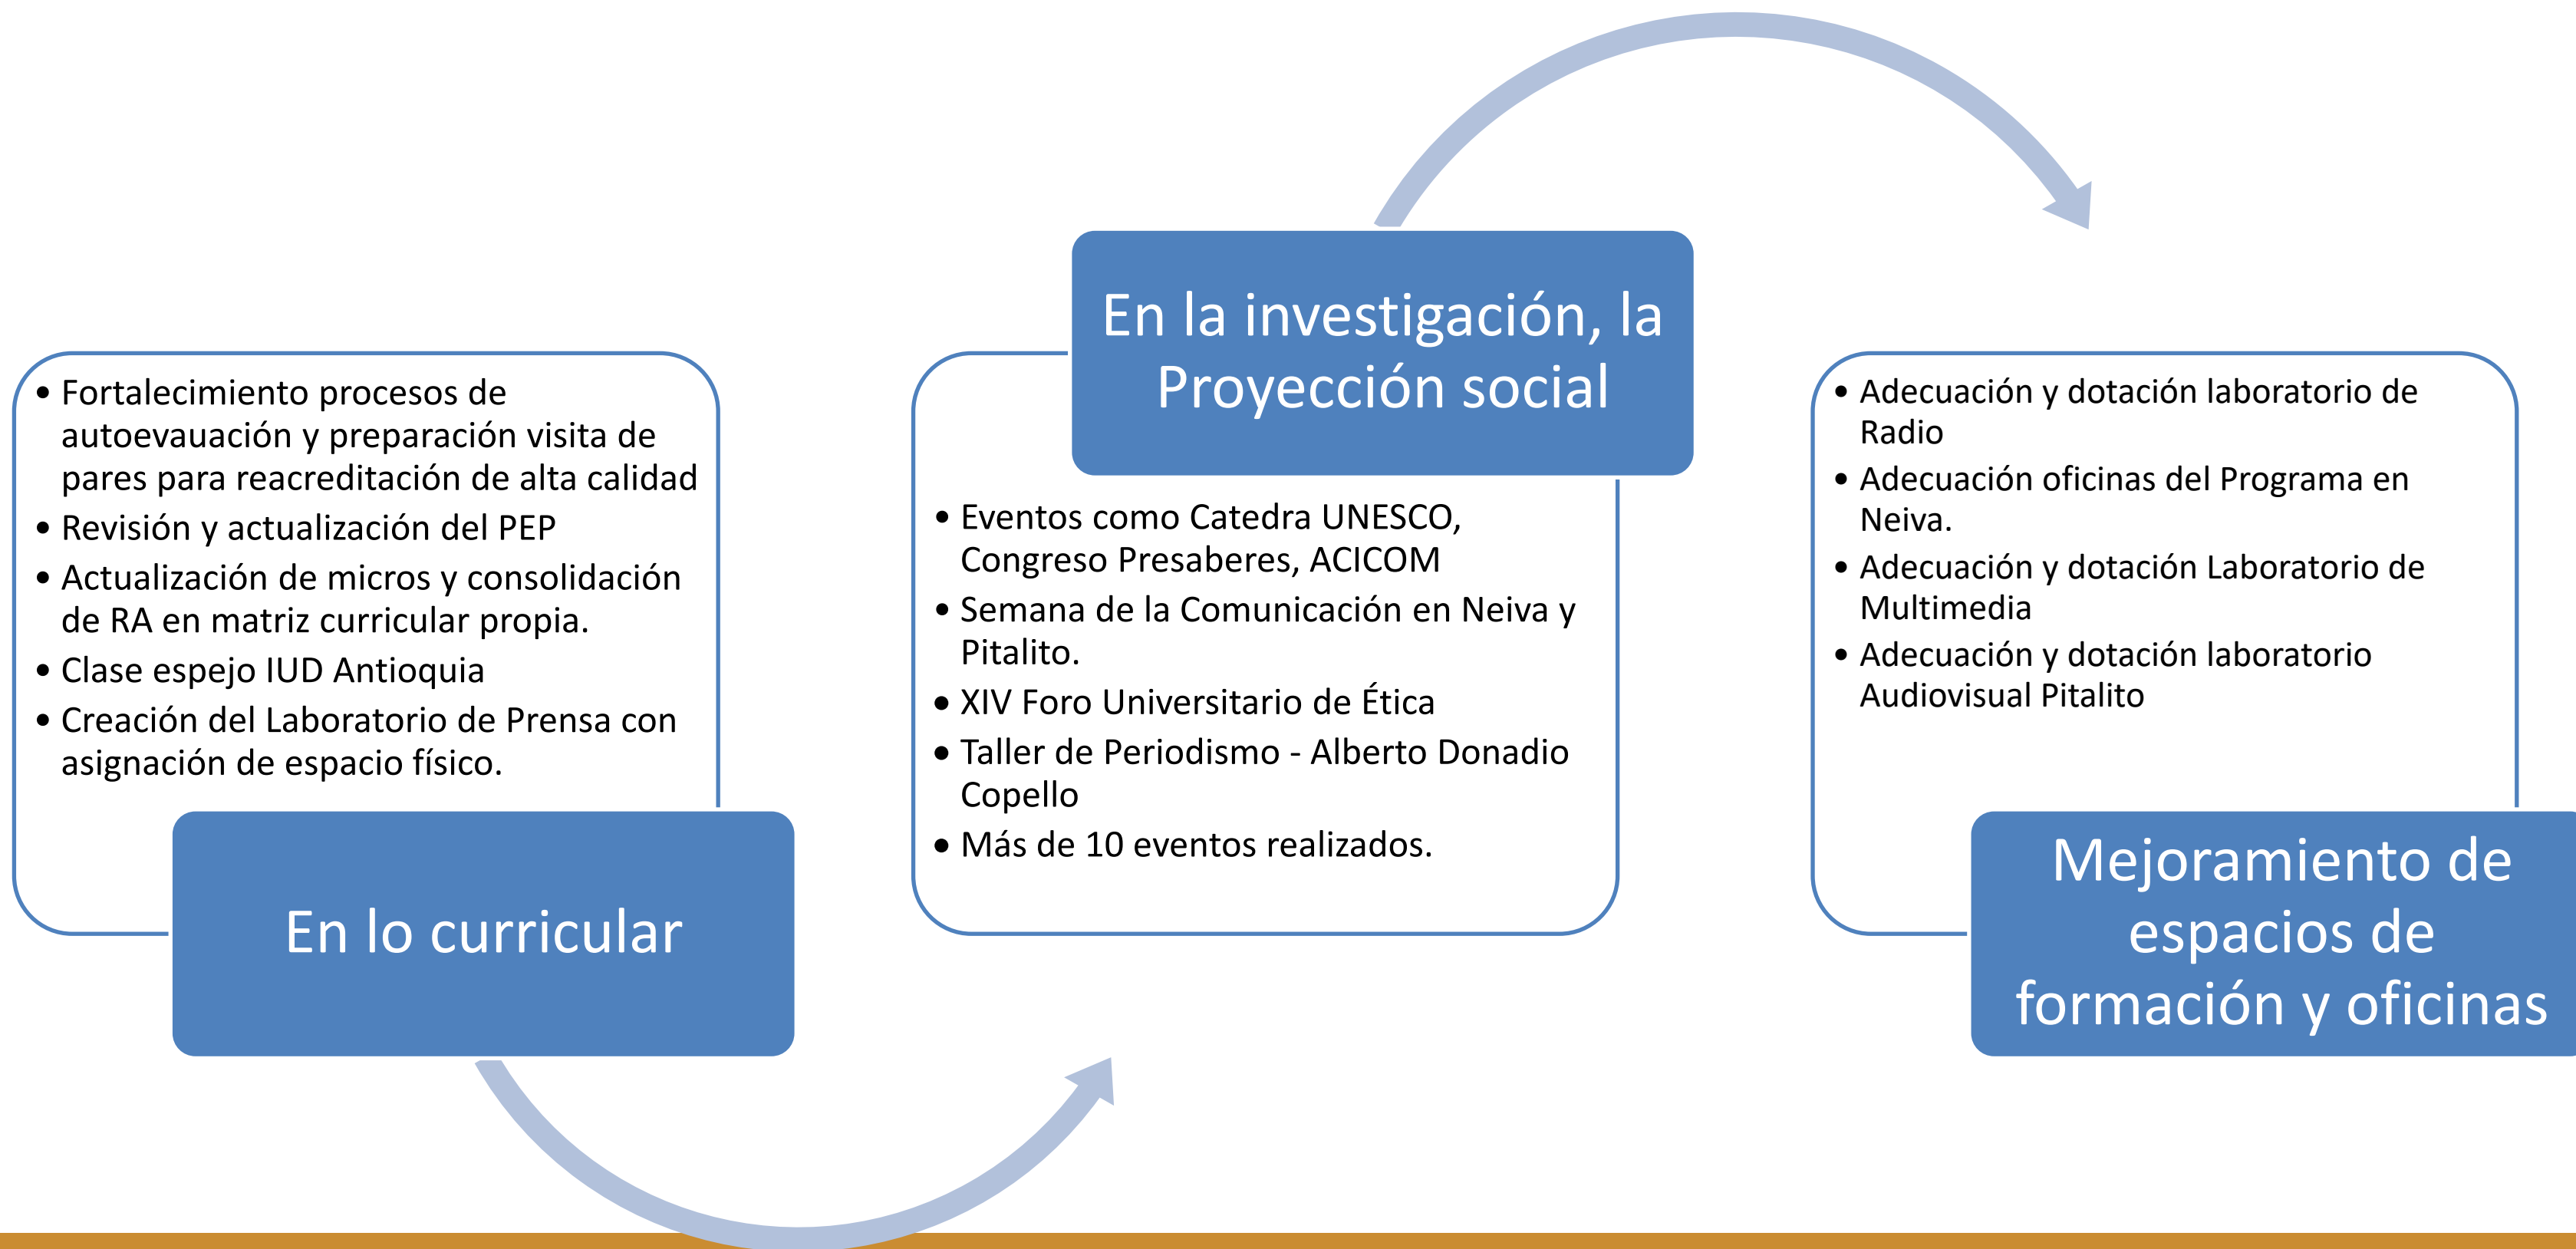 • Fortalecimiento procesos de
autoevauación y preparación visita de
pares para reacreditación de alta calidad
• Revisión y actualización del PEP
• Actualización de micros y consolidación
de RA en matriz curricular propia.
• Clase espejo IUD Antioquia
• Creación del Laboratorio de Prensa con
asignación de espacio físico.
En lo curricular
En la investigación, la
Proyección social
• Eventos como Catedra UNESCO,
Congreso Presaberes, ACICOM
• Semana de la Comunicación en Neiva y
Pitalito.
• XIV Foro Universitario de Ética
• Taller de Periodismo - Alberto Donadio
Copello
• Más de 10 eventos realizados.
• Adecuación y dotación laboratorio de
Radio
• Adecuación oficinas del Programa en
Neiva.
• Adecuación y dotación Laboratorio de
Multimedia
• Adecuación y dotación laboratorio
Audiovisual Pitalito
Mejoramiento de
espacios de
formación y oficinas